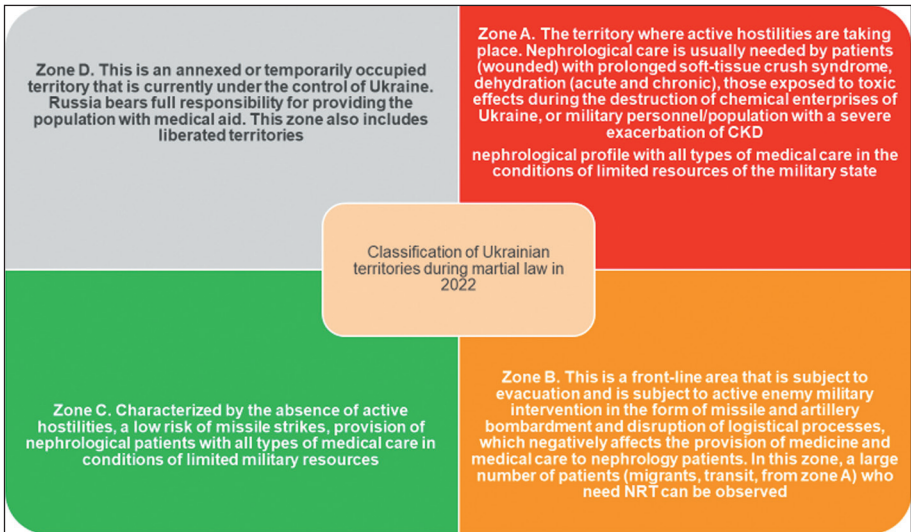 Zone D. This is an annexed or temporarily occupied
territory that is currently under the control of Ukraine.
Russia bears full responsibility for providing the
population with medical aid. This zone also includes
liberated territories
Zone A. The territory where active hostilities are taking
place. Nephrological care is usually needed by patients
(wounded) with prolonged soft-tissue crush syndrome,
dehydration (acute and chronic), those exposed to toxic
effects during the destruction of chemical enterprises of
Ukraine, or military personnel/population with a severe
exacerbation of CKD
nephrological profile with all types of medical care in the
conditions of limited resources of the military state
Classification of Ukrainian
territories during martial law in
2022
Zone C. Characterized by the absence of active
hostilities, a low risk of missile strikes, provision of
nephrological patients with all types of medical care in
conditions of limited military resources
Zone B. This is a front-line area that is subject to
evacuation and is subject to active enemy military
intervention in the form of missile and artillery
bombardment and disruption of logistical processes,
which negatively affects the provision of medicine and
medical care to nephrology patients. In this zone, a large
number of patients (migrants, transit, from zone A) who
need NRT can be observed